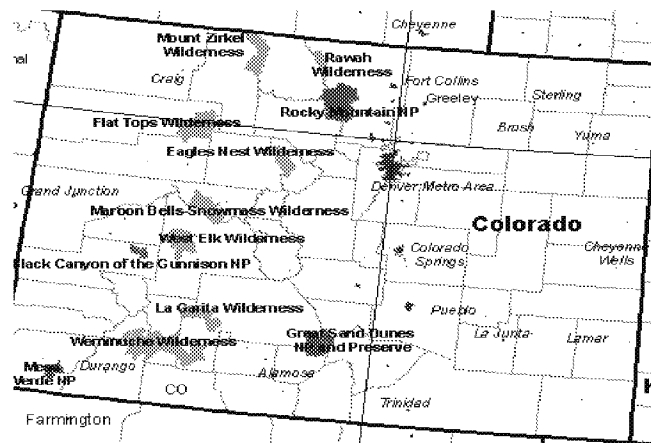 Cheyenne
Mount Zirkel
Wilderness
Rawah
Wilderness
Craig
Fort Collins
Greeley
Sterling
Rocky Mountain NP
Flat Tops Wilderness
Brush
Yuma
Eagles Nest Wilderness
Grand Junction
Denver Metro Area
Maroon Bells-Snowmass Wilderness
Colorado
West Elk Wilderness
Colorado
Springs
Cheyenne
Wells
Black Canyon of the Gunnison NP
La Garita Wilderness
Pueblo
Weminuche Wilderness
Great Sand Dunes
NP and Preserve
La Junta
Lamar
Mesa
Verde NP
Durango
Alamosa
CO
Trinidad
Farmington